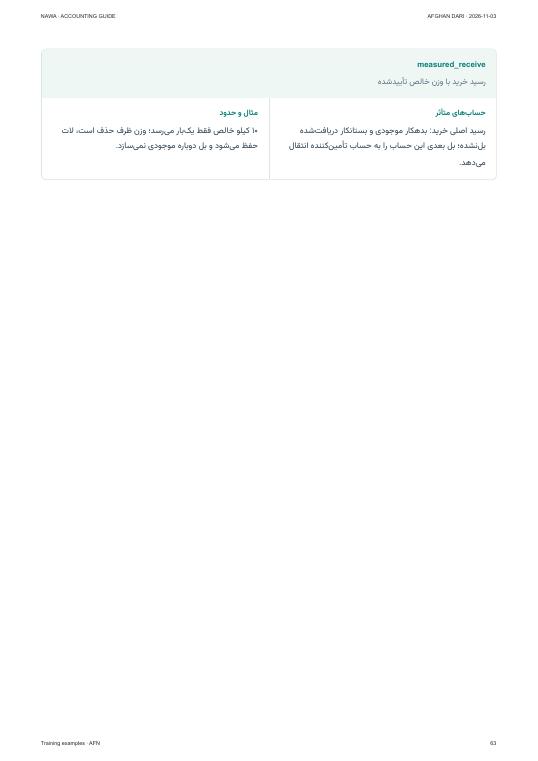 NAWA · ACCOUNTING GUIDE
AFGHAN DARI · 2026-11-03
measured_receive
رسید خرید با وزن خالص تأییدشده
حساب‌های متأثر
رسید اصلی خرید: بدهکار موجودی و بستانکار دریافت‌شده
بل‌نشده؛ بل بعدی این حساب را به حساب تأمین‌کننده انتقال
می‌دهد.
مثال و حدود
۱۰ کیلو خالص فقط یک‌بار می‌رسد؛ وزن ظرف حذف است، لات
حفظ می‌شود و بل دوباره موجودی نمی‌سازد.
Training examples · AFN
63